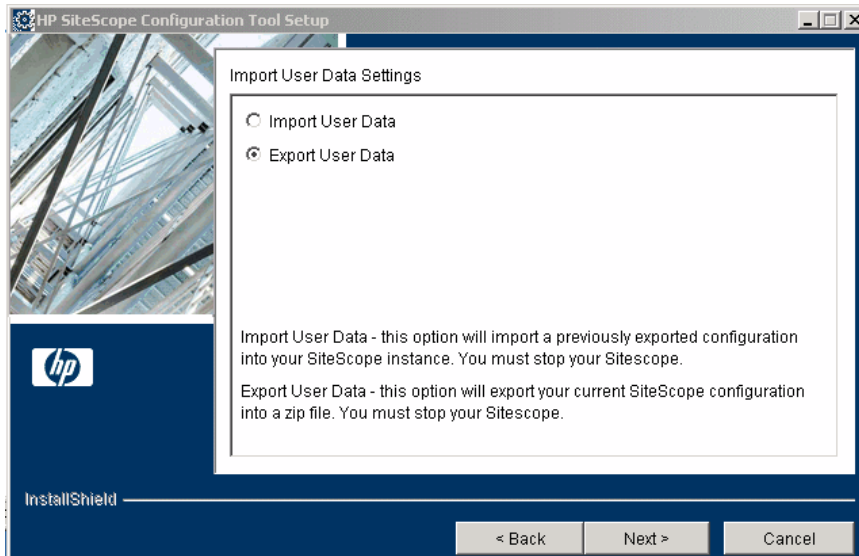 HP SiteScope Configuration Tool Setup
Import User Data Settings
Import User Data
Export User Data
Import User Data - this option will import a previously exported configuration
into your SiteScope instance. You must stop your Sitescope.
Export User Data - this option will export your current SiteScope configuration
into a zip file. You must stop your Sitescope.
hp
InstallShield
< Back
Next >
Cancel